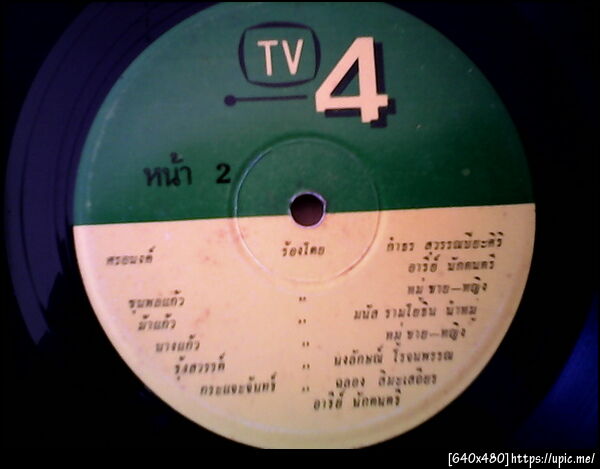 TV 4
หน้า 2
ศรอนงค์ ร้องโดย กำธร สุวรรณปิยะศิริ
อารีย์ นักดนตรี
หมู่ ชาย-หญิง
ขุนพลแก้ว " มนัส รามโยธิน นำหมู่
ม้าแก้ว " หมู่ ชาย-หญิง
นางแก้ว " นงลักษณ์ โรจนพรรณ
รุ้งสวรรค์ " ฉลอง สิมะเสถียร
กระแจะจันทร์ " อารีย์ นักดนตรี
[640x480]https://upic.me/